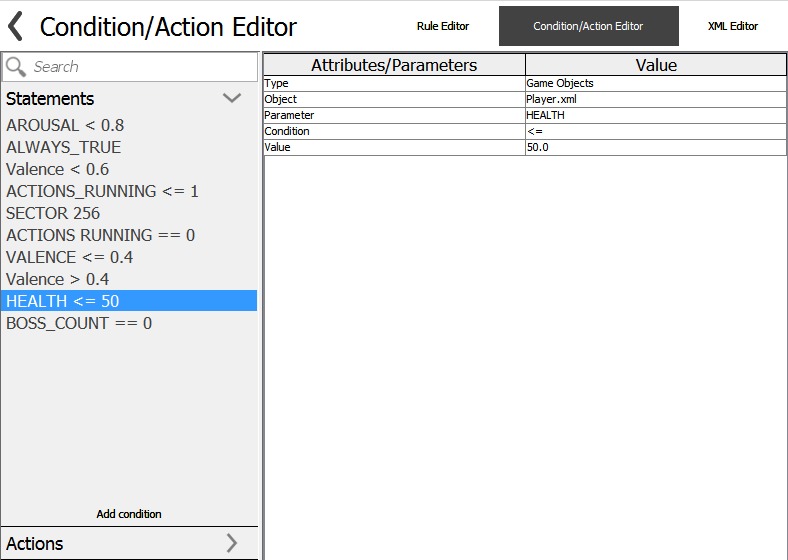 Condition/Action Editor
Rule Editor
Condition/Action Editor
XML Editor
Search
Statements
AROUSAL < 0.8
ALWAYS_TRUE
Valence < 0.6
ACTIONS_RUNNING <= 1
SECTOR 256
ACTIONS RUNNING == 0
VALENCE <= 0.4
Valence > 0.4
HEALTH <= 50
BOSS_COUNT == 0
Add condition
Actions
Attributes/Parameters Value
Type Game Objects
Object Player.xml
Parameter HEALTH
Condition <=
Value 50.0